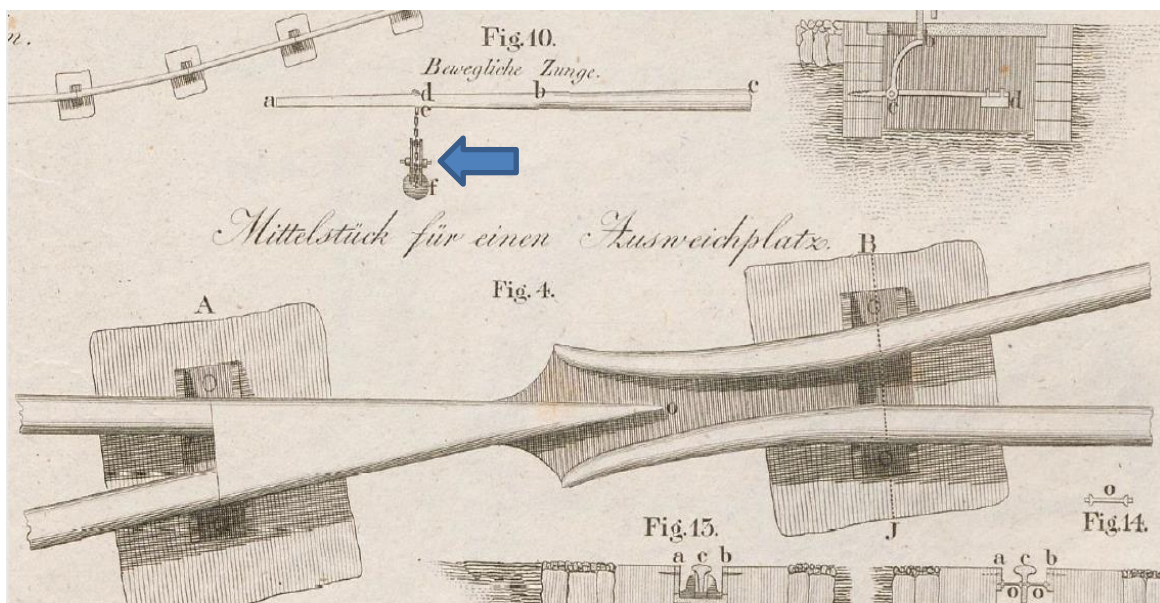 n.
Fig. 10.
Bewegliche Zunge.
a
d
b
c
e
f
b
c
d
Mittelstück für einen Ausweichplatz.
Fig. 4.
A
B
o
J
o
Fig. 14.
Fig. 13.
a c b
a c b
o o